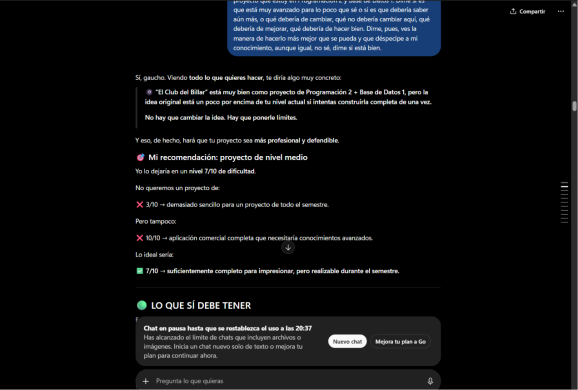 Compartir
proyecto que estoy en Programación 2 y Base de Datos 1. Dime si es
que está muy avanzado para lo poco que sé o si es que debería saber
aún más, o qué debería de cambiar, qué no debería cambiar aquí, qué
debería de mejorar, qué debería de hacer bien. Dime, pues, ves la
manera de hacerlo más mejor que se pueda y que déspecipe a mi
conocimiento, aunque igual, no sé, dime si está bien.
Sí, gaucho. Viendo todo lo que quieres hacer, te diría algo muy concreto:
"El Club del Billar" está muy bien como proyecto de Programación 2 + Base de Datos 1, pero la
idea original está un poco por encima de tu nivel actual si intentas construirla completa de una vez.
No hay que cambiar la idea. Hay que ponerle límites.
Y eso, de hecho, hará que tu proyecto sea más profesional y defendible.
🎯 Mi recomendación: proyecto de nivel medio
Yo lo dejaría en un nivel 7/10 de dificultad.
No queremos un proyecto de:
❌ 3/10 → demasiado sencillo para un proyecto de todo el semestre.
Pero tampoco:
❌ 10/10 → aplicación comercial completa que necesitaría conocimientos avanzados.
Lo ideal sería:
✅ 7/10 → suficientemente completo para impresionar, pero realizable durante el semestre.
🟢 LO QUE SÍ DEBE TENER
Chat en pausa hasta que se restablezca el uso a las 20:37
Has alcanzado el límite de chats que incluyen archivos o
imágenes. Inicia un chat nuevo solo de texto o mejora tu
plan para continuar ahora.
Nuevo chat
Mejora tu plan a Go
Pregunta lo que quieras